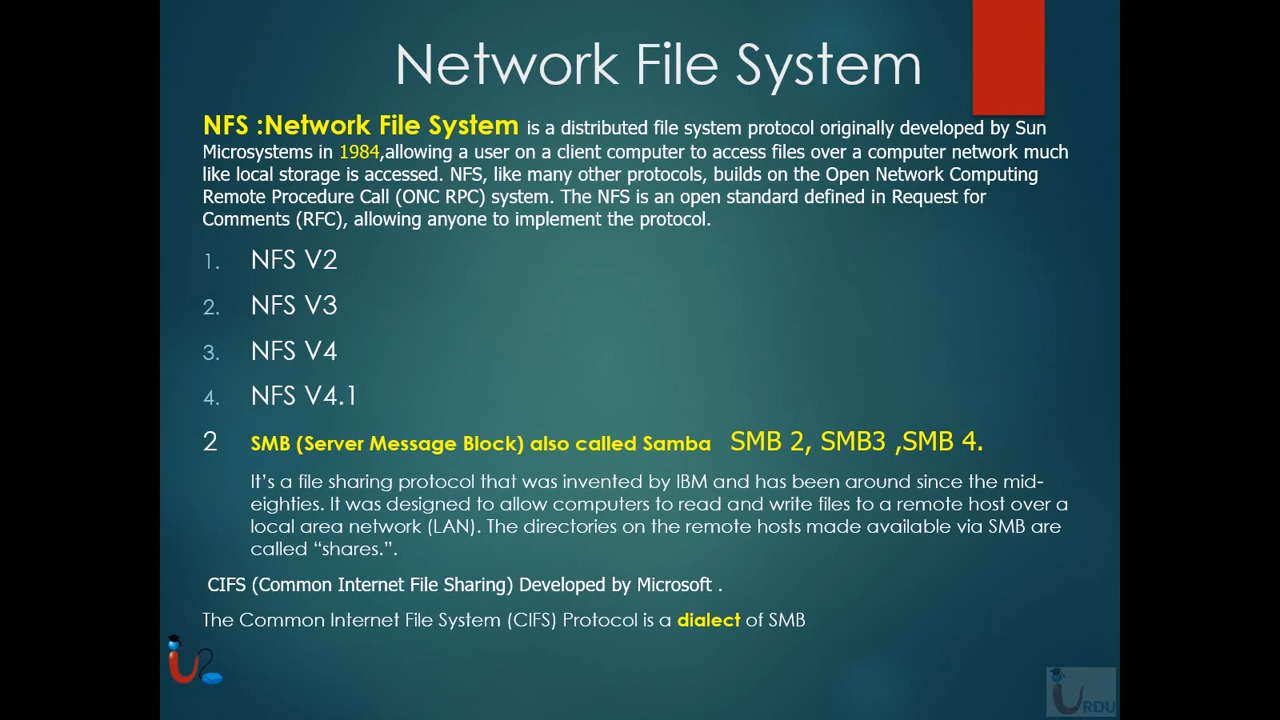 Network File System
NFS :Network File System is a distributed file system protocol originally developed by Sun
Microsystems in 1984,allowing a user on a client computer to access files over a computer network much
like local storage is accessed. NFS, like many other protocols, builds on the Open Network Computing
Remote Procedure Call (ONC RPC) system. The NFS is an open standard defined in Request for
Comments (RFC), allowing anyone to implement the protocol.
1. NFS V2
2. NFS V3
3. NFS V4
4. NFS V4.1
2 SMB (Server Message Block) also called Samba SMB 2, SMB3 ,SMB 4.
It’s a file sharing protocol that was invented by IBM and has been around since the mid-
eighties. It was designed to allow computers to read and write files to a remote host over a
local area network (LAN). The directories on the remote hosts made available via SMB are
called “shares.”.
CIFS (Common Internet File Sharing) Developed by Microsoft .
The Common Internet File System (CIFS) Protocol is a dialect of SMB
U
URDU